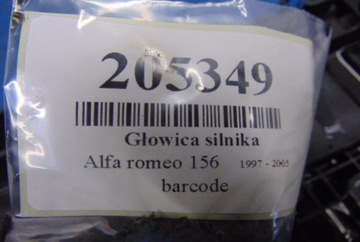 205349
Głowica silnika
Alfa romeo 156 1997 - 2005
barcode